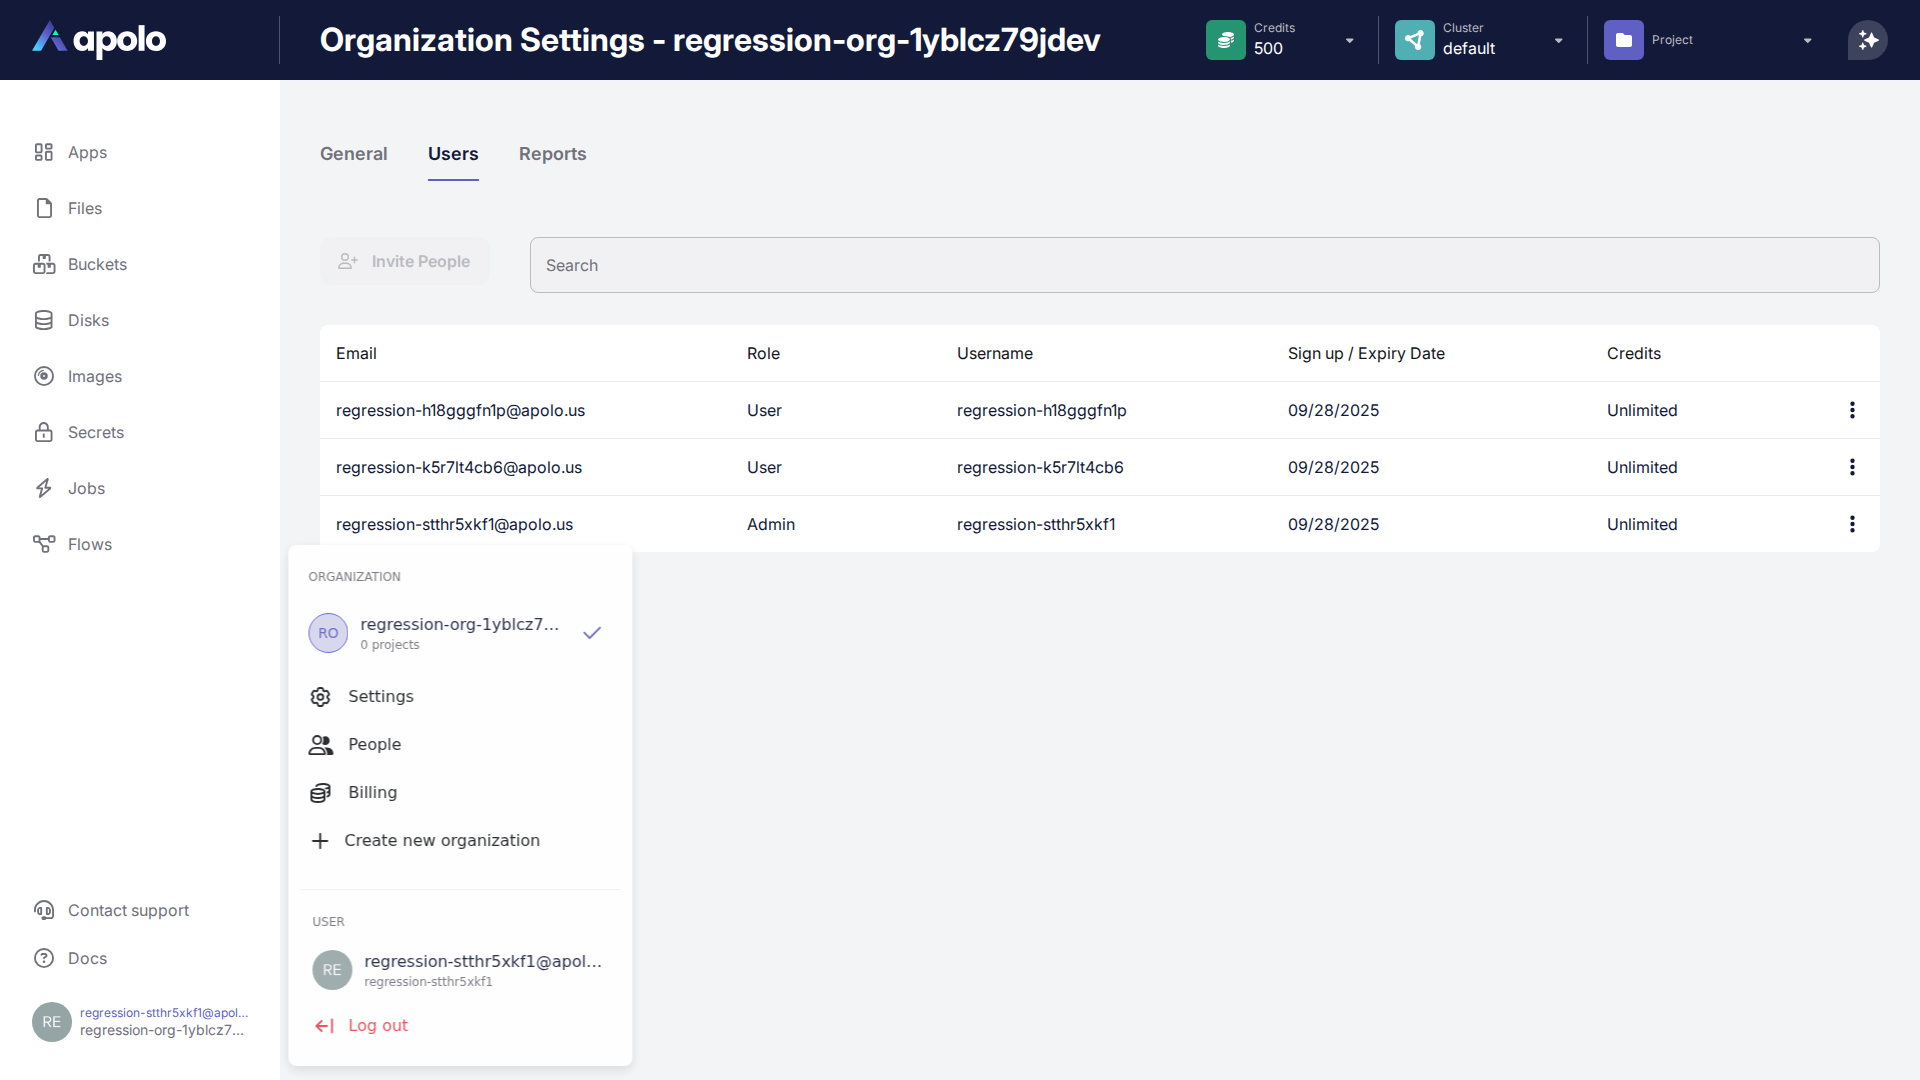 apolo
Organization Settings - regression-org-1yblcz79jdev
Credits
500
Cluster
default
Project
Apps
Files
Buckets
Disks
Images
Secrets
Jobs
Flows
General
Users
Reports
Invite People
Search
Email Role Username Sign up / Expiry Date Credits
regression-h18gggfn1p@apolo.us User regression-h18gggfn1p 09/28/2025 Unlimited
regression-k5r7lt4cb6@apolo.us User regression-k5r7lt4cb6 09/28/2025 Unlimited
regression-stthr5xkf1@apolo.us Admin regression-stthr5xkf1 09/28/2025 Unlimited
ORGANIZATION
RO
regression-org-1yblcz7...
0 projects
Settings
People
Billing
Create new organization
USER
RE
regression-stthr5xkf1@apol...
regression-stthr5xkf1
Log out
Contact support
Docs
RE
regression-stthr5xkf1@apol...
regression-org-1yblcz7...